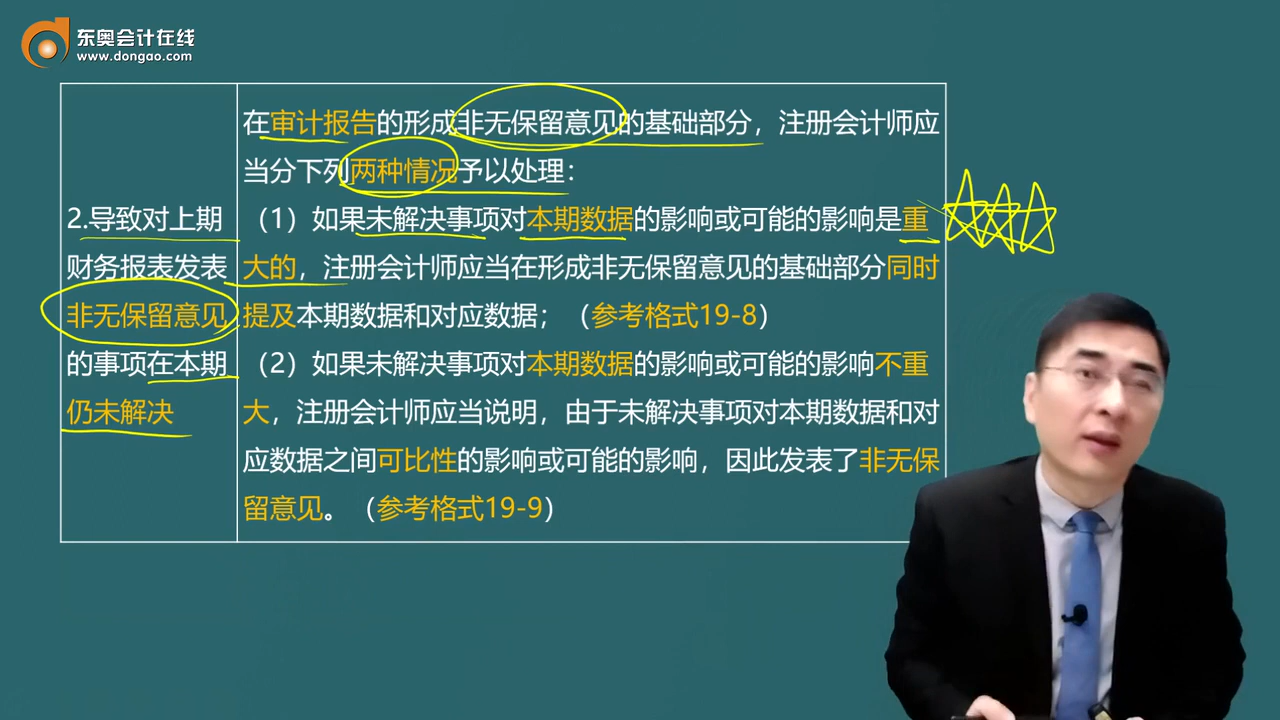 东奥会计在线
www.dongao.com
2.导致对上期
财务报表发表
非无保留意见
的事项在本期
仍未解决
在审计报告的形成非无保留意见的基础部分，注册会计师应
当分下列两种情况予以处理：
（1）如果未解决事项对本期数据的影响或可能的影响是重
大的，注册会计师应当在形成非无保留意见的基础部分同时
提及本期数据和对应数据；（参考格式19-8）
（2）如果未解决事项对本期数据的影响或可能的影响不重
大，注册会计师应当说明，由于未解决事项对本期数据和对
应数据之间可比性的影响或可能的影响，因此发表了非无保
留意见。（参考格式19-9）